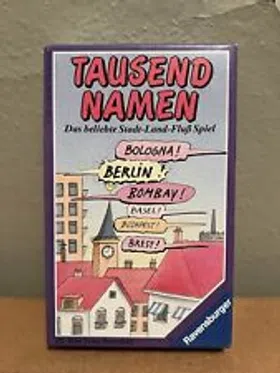 TAUSEND
NAMEN
Das beliebte Stadt-Land-Fluß Spiel
BOLOGNA!
BERLIN!
BOMBAY!
BASEL!
BUDAPEST!
BREST!
Ravensburger